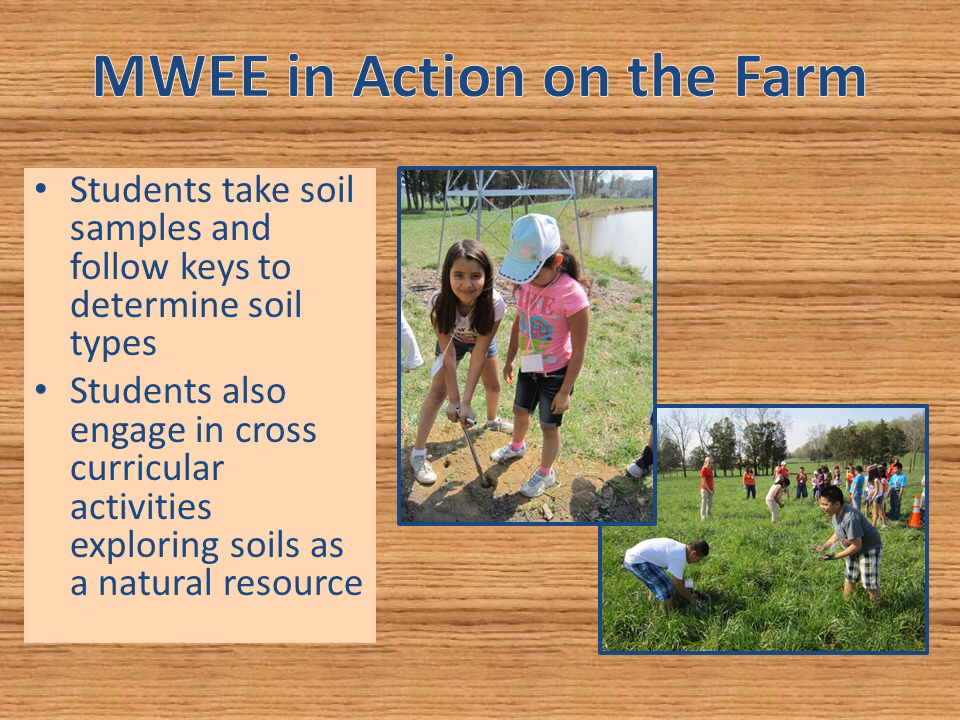 MWEE in Action on the Farm
• Students take soil
samples and
follow keys to
determine soil
types
• Students also
engage in cross
curricular
activities
exploring soils as
a natural resource